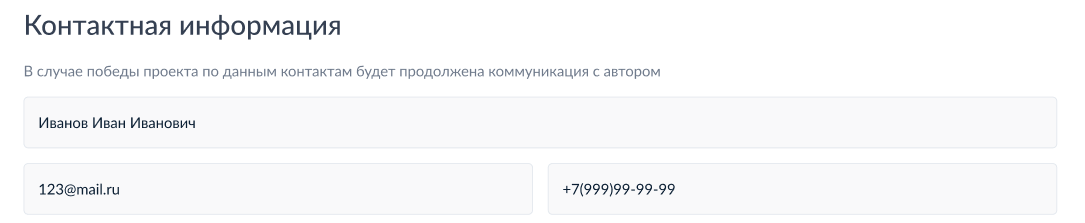 Контактная информация
В случае победы проекта по данным контактам будет продолжена коммуникация с автором
Иванов Иван Иванович
123@mail.ru
+7(999)99-99-99